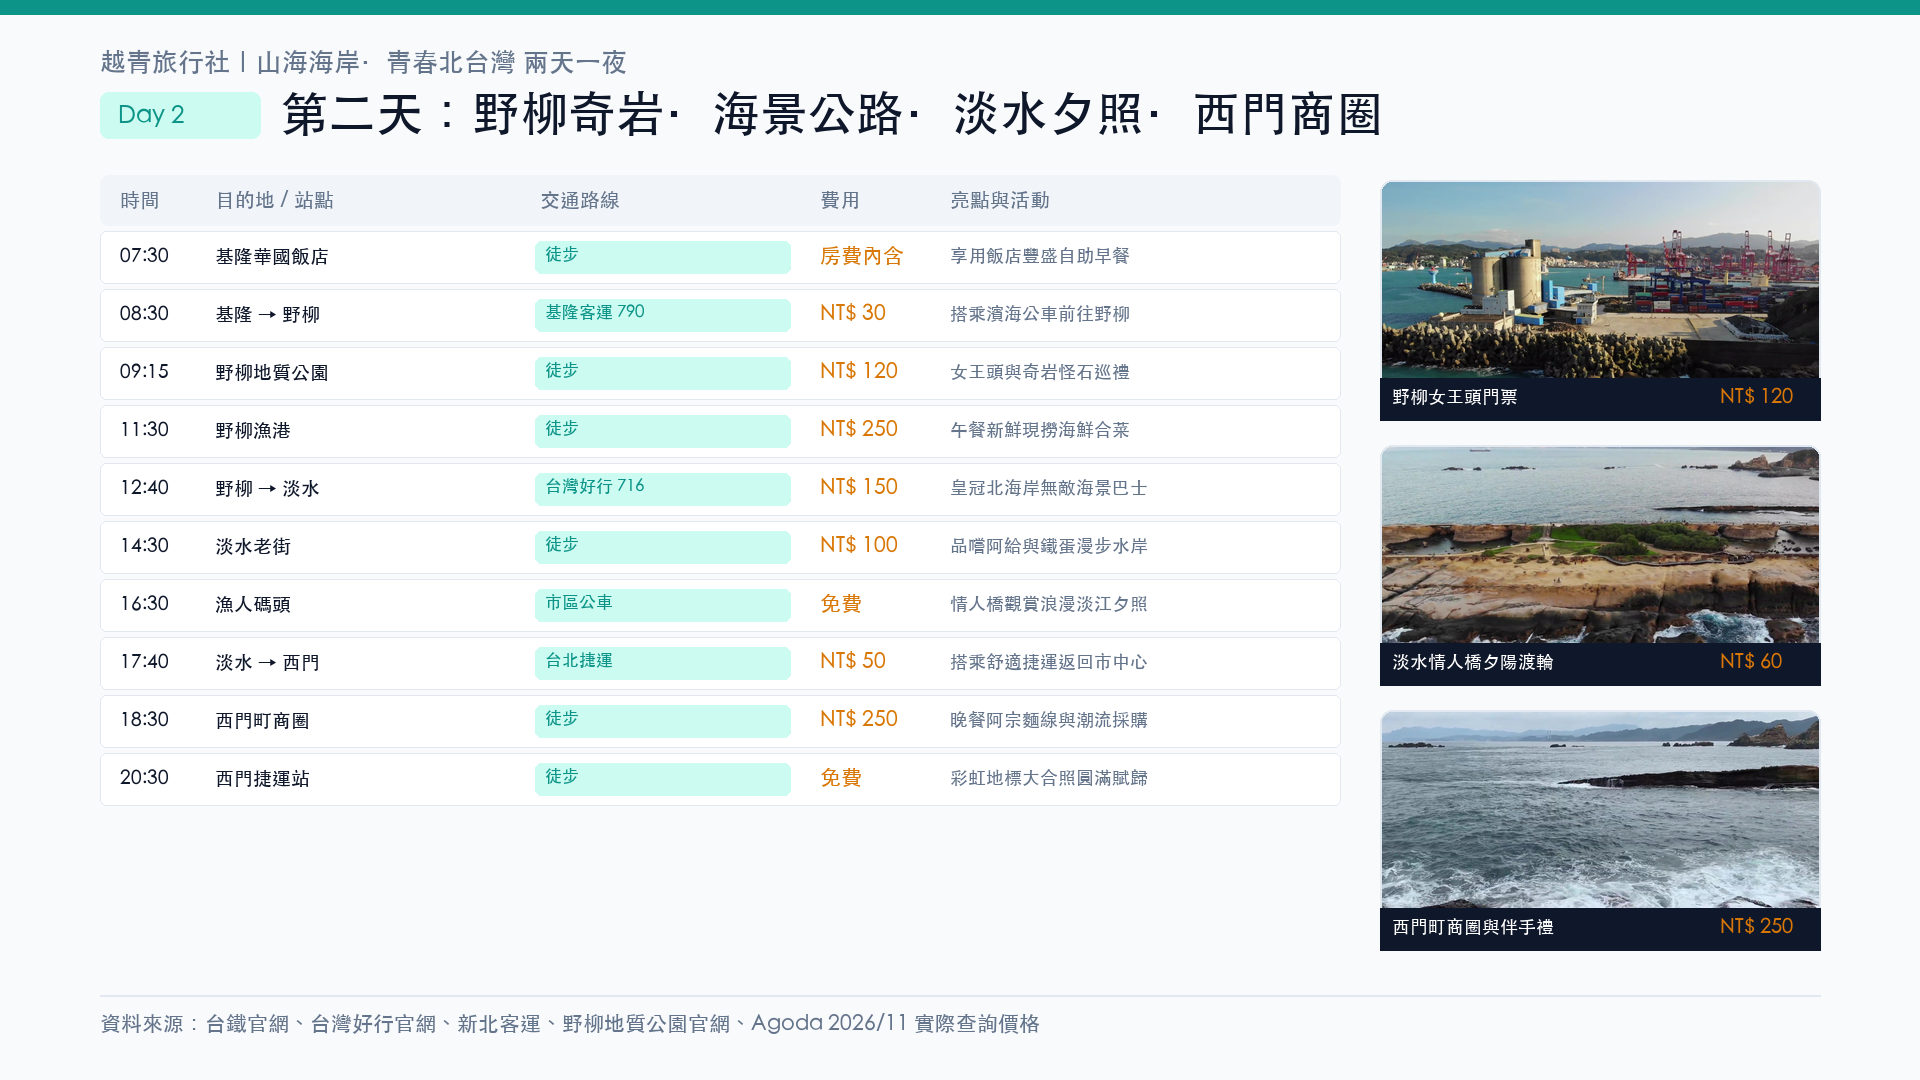 越青旅行社 | 山海海岸· 青春北台灣 兩天一夜
Day 2
第二天：野柳奇岩· 海景公路· 淡水夕照· 西門商圈
時間 目的地 / 站點 交通路線 費用 亮點與活動
07:30 基隆華國飯店 徒步 房費內含 享用飯店豐盛自助早餐
08:30 基隆 → 野柳 基隆客運 790 NT$ 30 搭乘濱海公車前往野柳
09:15 野柳地質公園 徒步 NT$ 120 女王頭與奇岩怪石巡禮
11:30 野柳漁港 徒步 NT$ 250 午餐新鮮現撈海鮮合菜
12:40 野柳 → 淡水 台灣好行 716 NT$ 150 皇冠北海岸無敵海景巴士
14:30 淡水老街 徒步 NT$ 100 品嚐阿給與鐵蛋漫步水岸
16:30 漁人碼頭 市區公車 免費 情人橋觀賞浪漫淡江夕照
17:40 淡水 → 西門 台北捷運 NT$ 50 搭乘舒適捷運返回市中心
18:30 西門町商圈 徒步 NT$ 250 晚餐阿宗麵線與潮流採購
20:30 西門捷運站 徒步 免費 彩虹地標大合照圓滿賦歸
野柳女王頭門票 NT$ 120
淡水情人橋夕陽渡輪 NT$ 60
西門町商圈與伴手禮 NT$ 250
資料來源：台鐵官網、台灣好行官網、新北客運、野柳地質公園官網、Agoda 2026/11 實際查詢價格